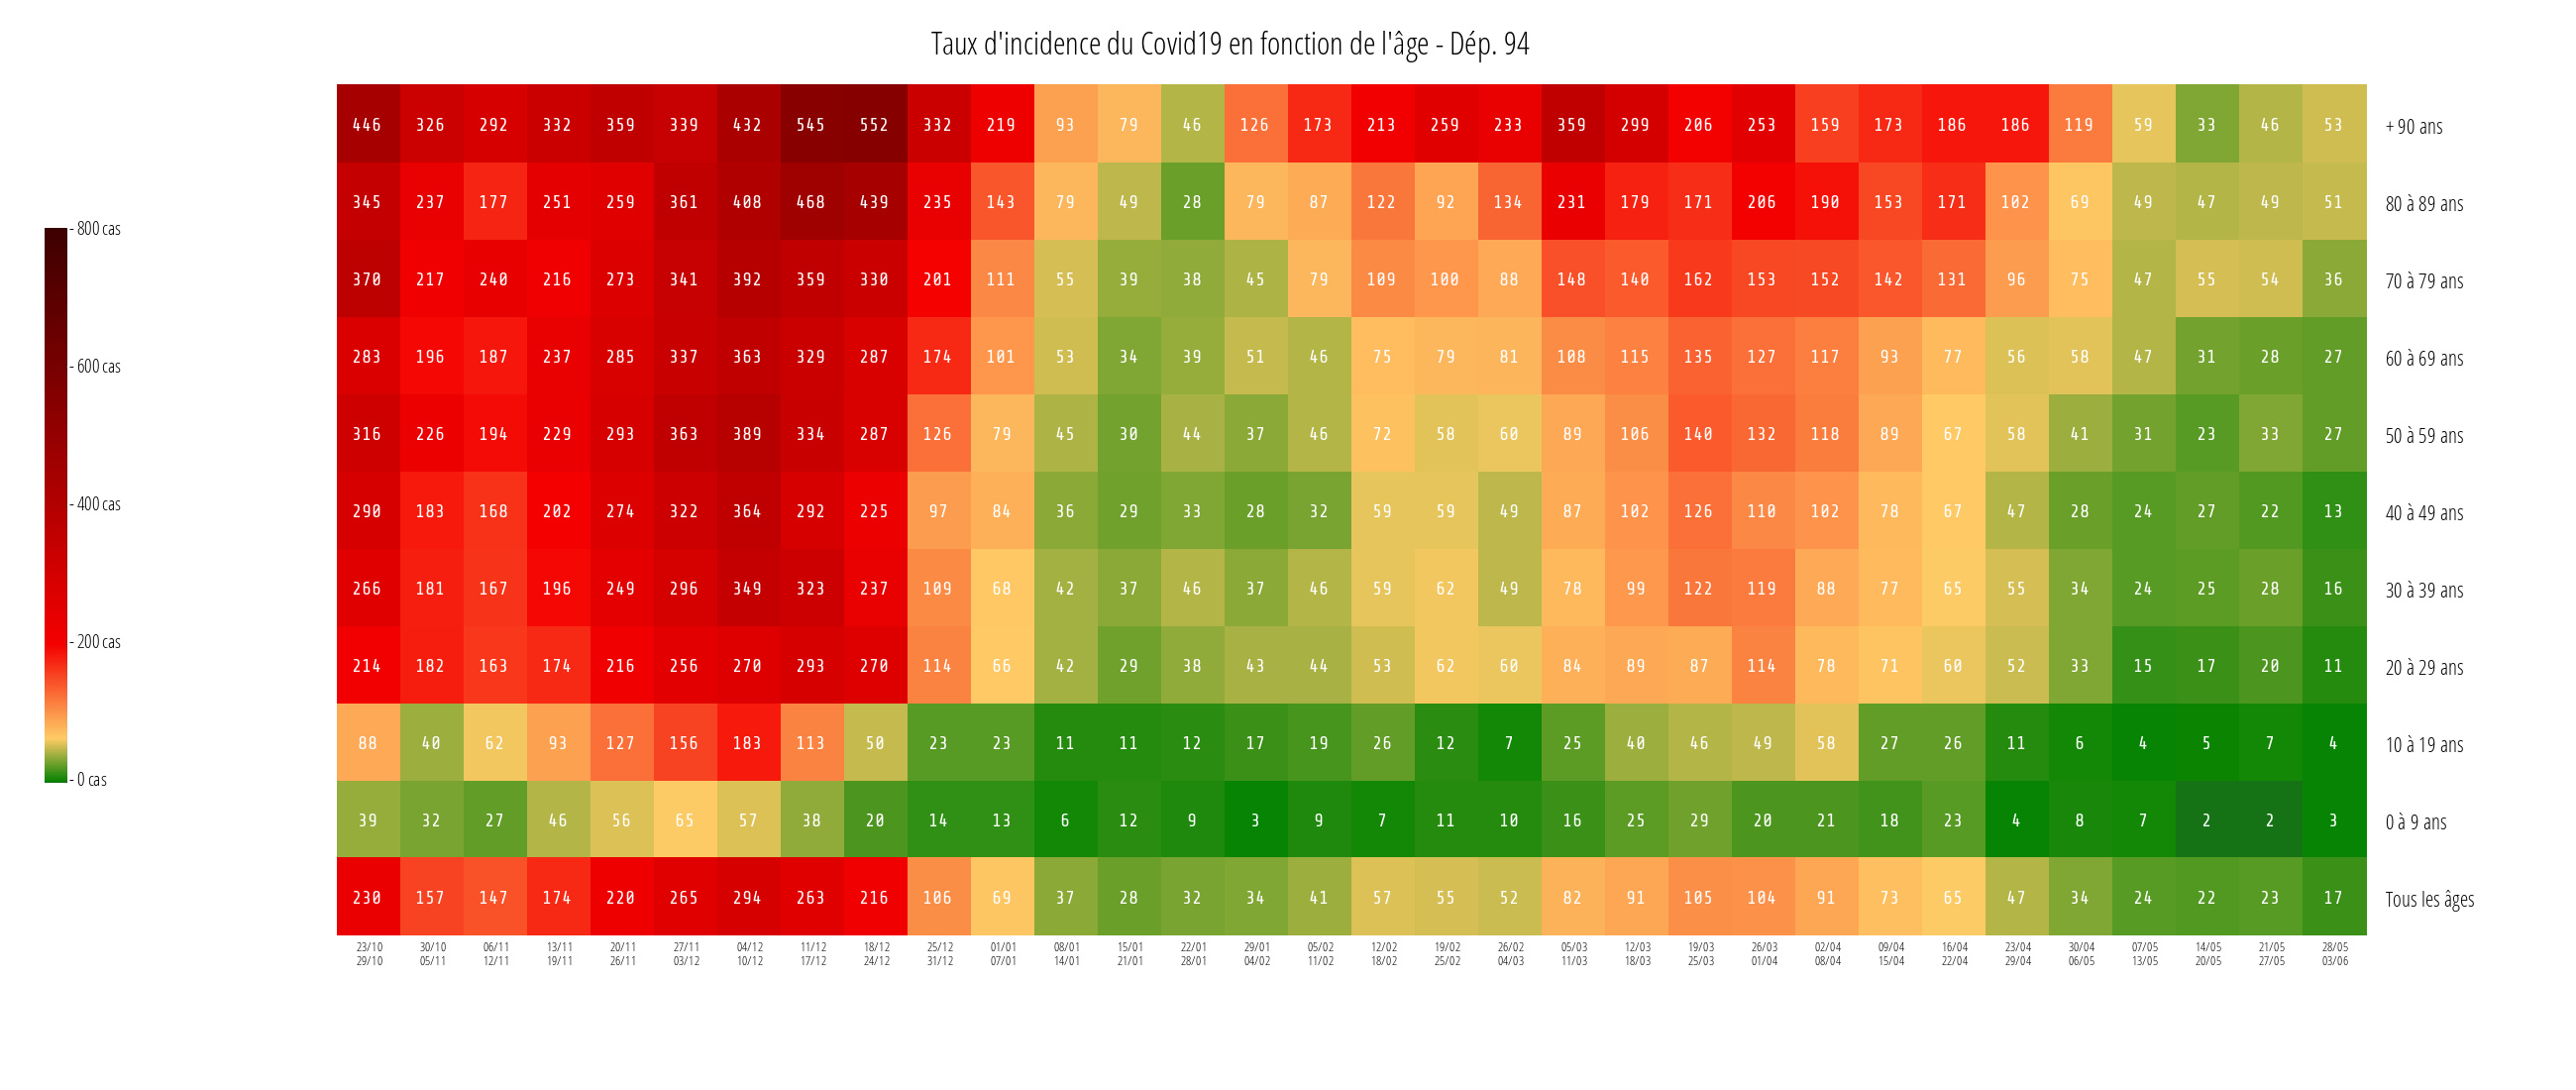 Taux d'incidence du Covid19 en fonction de l'âge - Dép. 94
446 326 292 332 359 339 432 545 552 332 219 93 79 46 126 173 213 259 233 359 299 206 253 159 173 186 186 119 59 33 46 53 + 90 ans
345 237 177 251 259 361 408 468 439 235 143 79 49 28 79 87 122 92 134 231 179 171 206 190 153 171 102 69 49 47 49 51 80 à 89 ans
- 800 cas
370 217 240 216 273 341 392 359 330 201 111 55 39 38 45 79 109 100 88 148 140 162 153 152 142 131 96 75 47 55 54 36 70 à 79 ans
283 196 187 237 285 337 363 329 287 174 101 53 34 39 51 46 75 79 81 108 115 135 127 117 93 77 56 58 47 31 28 27 60 à 69 ans
- 600 cas
316 226 194 229 293 363 389 334 287 126 79 45 30 44 37 46 72 58 60 89 106 140 132 118 89 67 58 41 31 23 33 27 50 à 59 ans
- 400 cas
290 183 168 202 274 322 364 292 225 97 84 36 29 33 28 32 59 59 49 87 102 126 110 102 78 67 47 28 24 27 22 13 40 à 49 ans
266 181 167 196 249 296 349 323 237 109 68 42 37 46 37 46 59 62 49 78 99 122 119 88 77 65 55 34 24 25 28 16 30 à 39 ans
- 200 cas
214 182 163 174 216 256 270 293 270 114 66 42 29 38 43 44 53 62 60 84 89 87 114 78 71 60 52 33 15 17 20 11 20 à 29 ans
88 40 62 93 127 156 183 113 50 23 23 11 11 12 17 19 26 12 7 25 40 46 49 58 27 26 11 6 4 5 7 4 10 à 19 ans
- 0 cas
39 32 27 46 56 65 57 38 20 14 13 6 12 9 3 9 7 11 10 16 25 29 20 21 18 23 4 8 7 2 2 3 0 à 9 ans
230 157 147 174 220 265 294 263 216 106 69 37 28 32 34 41 57 55 52 82 91 105 104 91 73 65 47 34 24 22 23 17 Tous les âges
23/10 30/10 06/11 13/11 20/11 27/11 04/12 11/12 18/12 25/12 01/01 08/01 15/01 22/01 29/01 05/02 12/02 19/02 26/02 05/03 12/03 19/03 26/03 02/04 09/04 16/04 23/04 30/04 07/05 14/05 21/05 28/05
29/10 05/11 12/11 19/11 26/11 03/12 10/12 17/12 24/12 31/12 07/01 14/01 21/01 28/01 04/02 11/02 18/02 25/02 04/03 11/03 18/03 25/03 01/04 08/04 15/04 22/04 29/04 06/05 13/05 20/05 27/05 03/06